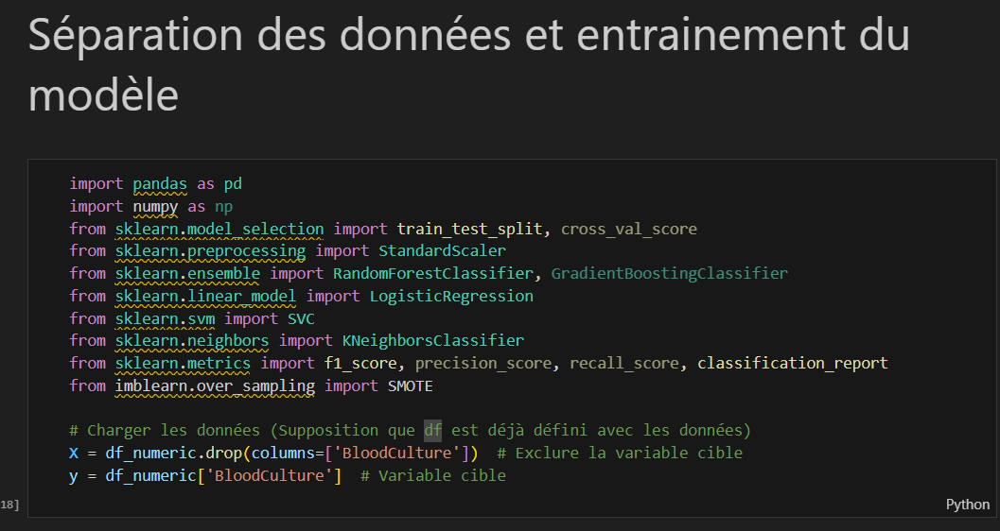 Séparation des données et entrainement du
modèle
import pandas as pd
import numpy as np
from sklearn.model_selection import train_test_split, cross_val_score
from sklearn.preprocessing import StandardScaler
from sklearn.ensemble import RandomForestClassifier, GradientBoostingClassifier
from sklearn.linear_model import LogisticRegression
from sklearn.svm import SVC
from sklearn.neighbors import KNeighborsClassifier
from sklearn.metrics import f1_score, precision_score, recall_score, classification_report
from imblearn.over_sampling import SMOTE
# Charger les données (Supposition que df est déjà défini avec les données)
X = df_numeric.drop(columns=['BloodCulture'])  # Exclure la variable cible
y = df_numeric['BloodCulture']  # Variable cible
18]
Python